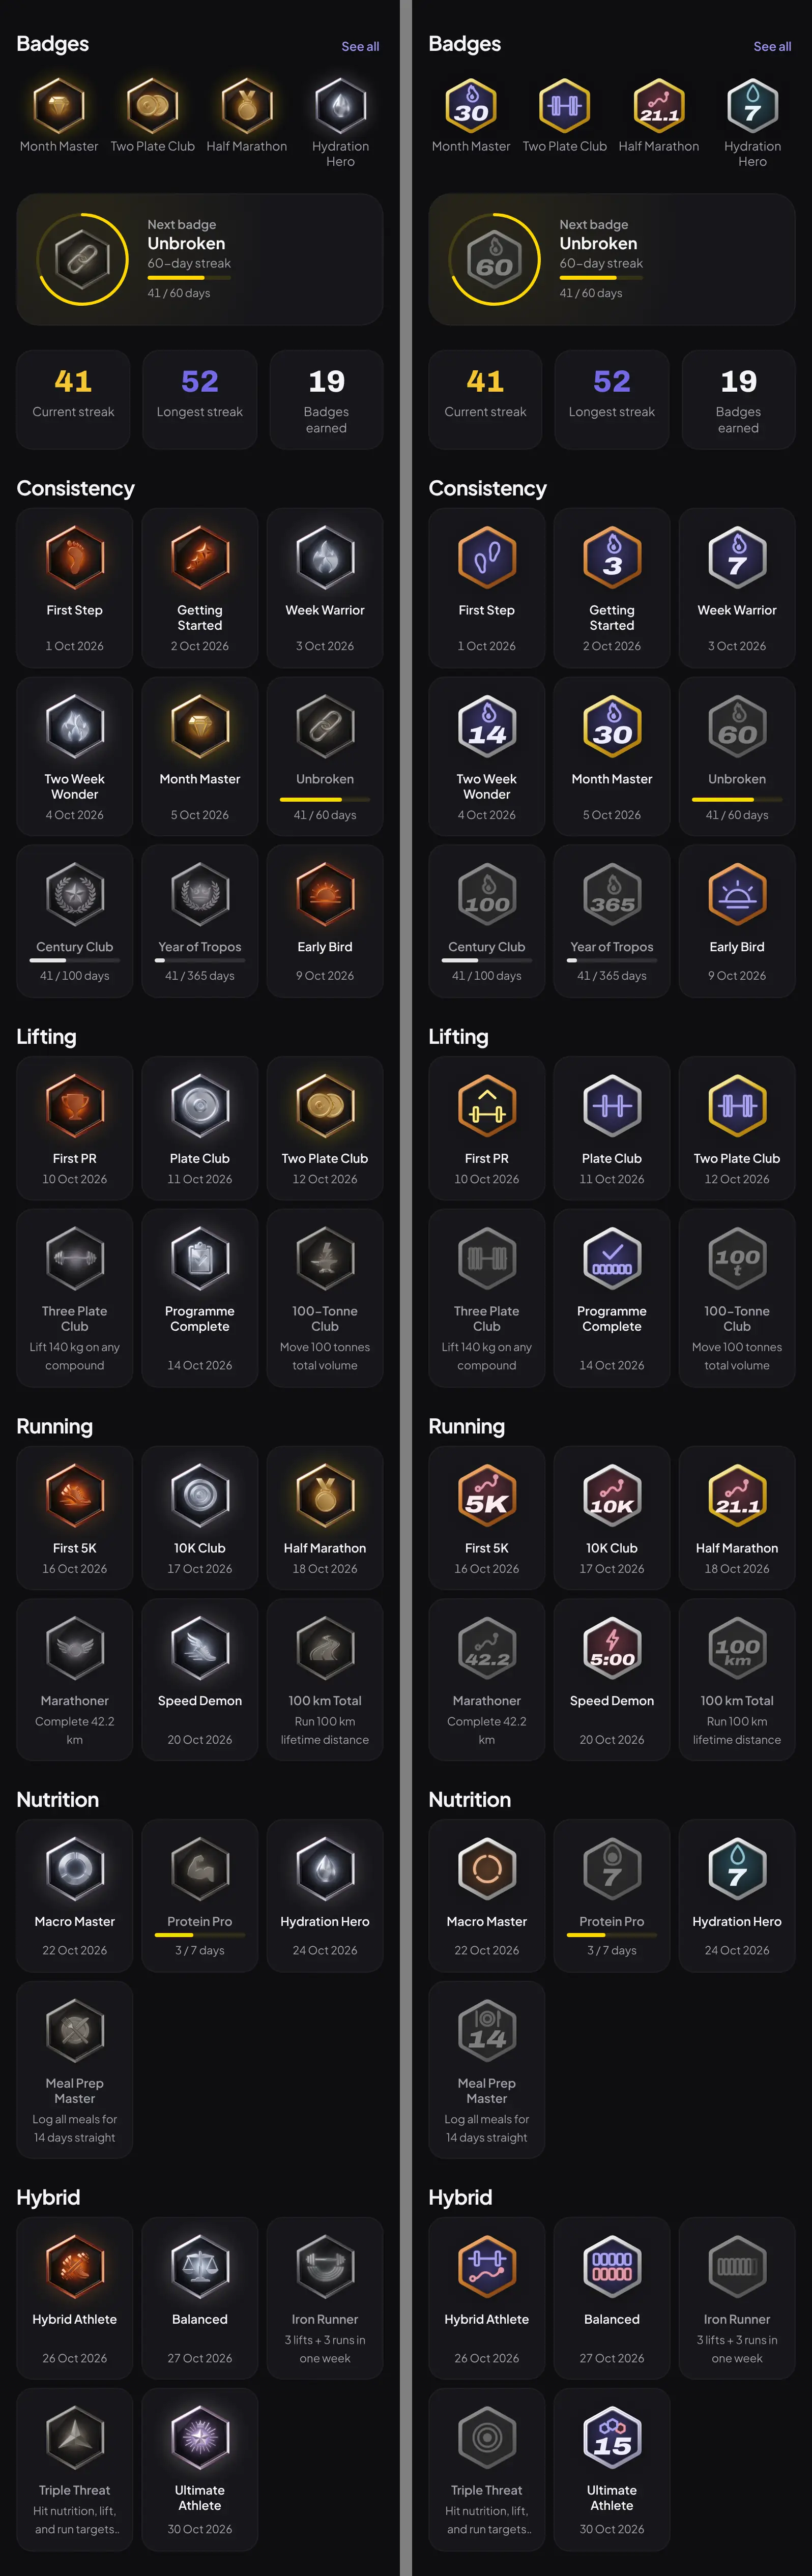 Badges
See all
Month Master
Two Plate Club
Half Marathon
Hydration
Hero
Next badge
Unbroken
60-day streak
41 / 60 days
41
Current streak
52
Longest streak
19
Badges
earned
Consistency
First Step
1 Oct 2026
Getting
Started
2 Oct 2026
Week Warrior
3 Oct 2026
Two Week
Wonder
4 Oct 2026
Month Master
5 Oct 2026
Unbroken
41 / 60 days
Century Club
41 / 100 days
Year of Tropos
41 / 365 days
Early Bird
9 Oct 2026
Lifting
First PR
10 Oct 2026
Plate Club
11 Oct 2026
Two Plate Club
12 Oct 2026
Three Plate
Club
Lift 140 kg on any
compound
Programme
Complete
14 Oct 2026
100-Tonne
Club
Move 100 tonnes
total volume
Running
First 5K
16 Oct 2026
10K Club
17 Oct 2026
Half Marathon
18 Oct 2026
Marathoner
Complete 42.2
km
Speed Demon
20 Oct 2026
100 km Total
Run 100 km
lifetime distance
Nutrition
Macro Master
22 Oct 2026
Protein Pro
3 / 7 days
Hydration Hero
24 Oct 2026
Meal Prep
Master
Log all meals for
14 days straight
Hybrid
Hybrid Athlete
26 Oct 2026
Balanced
27 Oct 2026
Iron Runner
3 lifts + 3 runs in
one week
Triple Threat
Hit nutrition, lift,
and run targets..
Ultimate
Athlete
30 Oct 2026
Badges
See all
30
Month Master
Two Plate Club
21.1
Half Marathon
7
Hydration
Hero
60
Next badge
Unbroken
60-day streak
41 / 60 days
41
Current streak
52
Longest streak
19
Badges
earned
Consistency
First Step
1 Oct 2026
3
Getting
Started
2 Oct 2026
7
Week Warrior
3 Oct 2026
14
Two Week
Wonder
4 Oct 2026
30
Month Master
5 Oct 2026
60
Unbroken
41 / 60 days
100
Century Club
41 / 100 days
365
Year of Tropos
41 / 365 days
Early Bird
9 Oct 2026
Lifting
First PR
10 Oct 2026
Plate Club
11 Oct 2026
Two Plate Club
12 Oct 2026
Three Plate
Club
Lift 140 kg on any
compound
Programme
Complete
14 Oct 2026
100
t
100-Tonne
Club
Move 100 tonnes
total volume
Running
5K
First 5K
16 Oct 2026
10K
10K Club
17 Oct 2026
21.1
Half Marathon
18 Oct 2026
42.2
Marathoner
Complete 42.2
km
5:00
Speed Demon
20 Oct 2026
100
km
100 km Total
Run 100 km
lifetime distance
Nutrition
Macro Master
22 Oct 2026
7
Protein Pro
3 / 7 days
7
Hydration Hero
24 Oct 2026
14
Meal Prep
Master
Log all meals for
14 days straight
Hybrid
Hybrid Athlete
26 Oct 2026
Balanced
27 Oct 2026
Iron Runner
3 lifts + 3 runs in
one week
Triple Threat
Hit nutrition, lift,
and run targets..
15
Ultimate
Athlete
30 Oct 2026